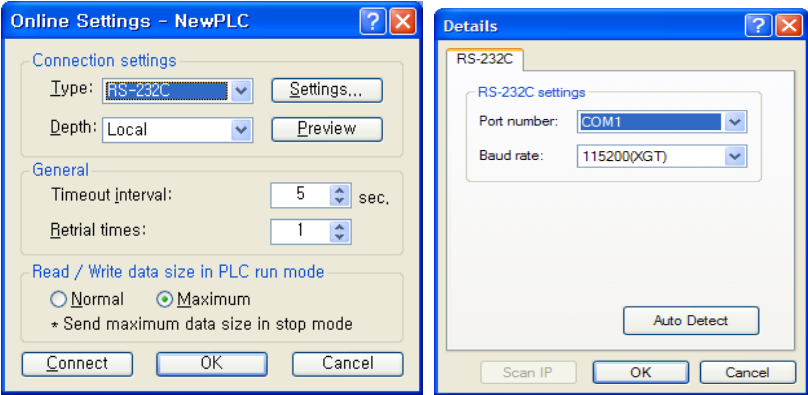 Online Settings - NewPLC
Connection settings
Type: RS-232C Settings...
Depth: Local Preview
General
Timeout interval: 5 sec,
Retrial times: 1
Read / Write data size in PLC run mode
Normal Maximum
* Send maximum data size in stop mode
Connect OK Cancel
Details
RS-232C
RS-232C settings
Port number: COM1
Baud rate: 115200(XGT)
Auto Detect
Scan IP OK Cancel